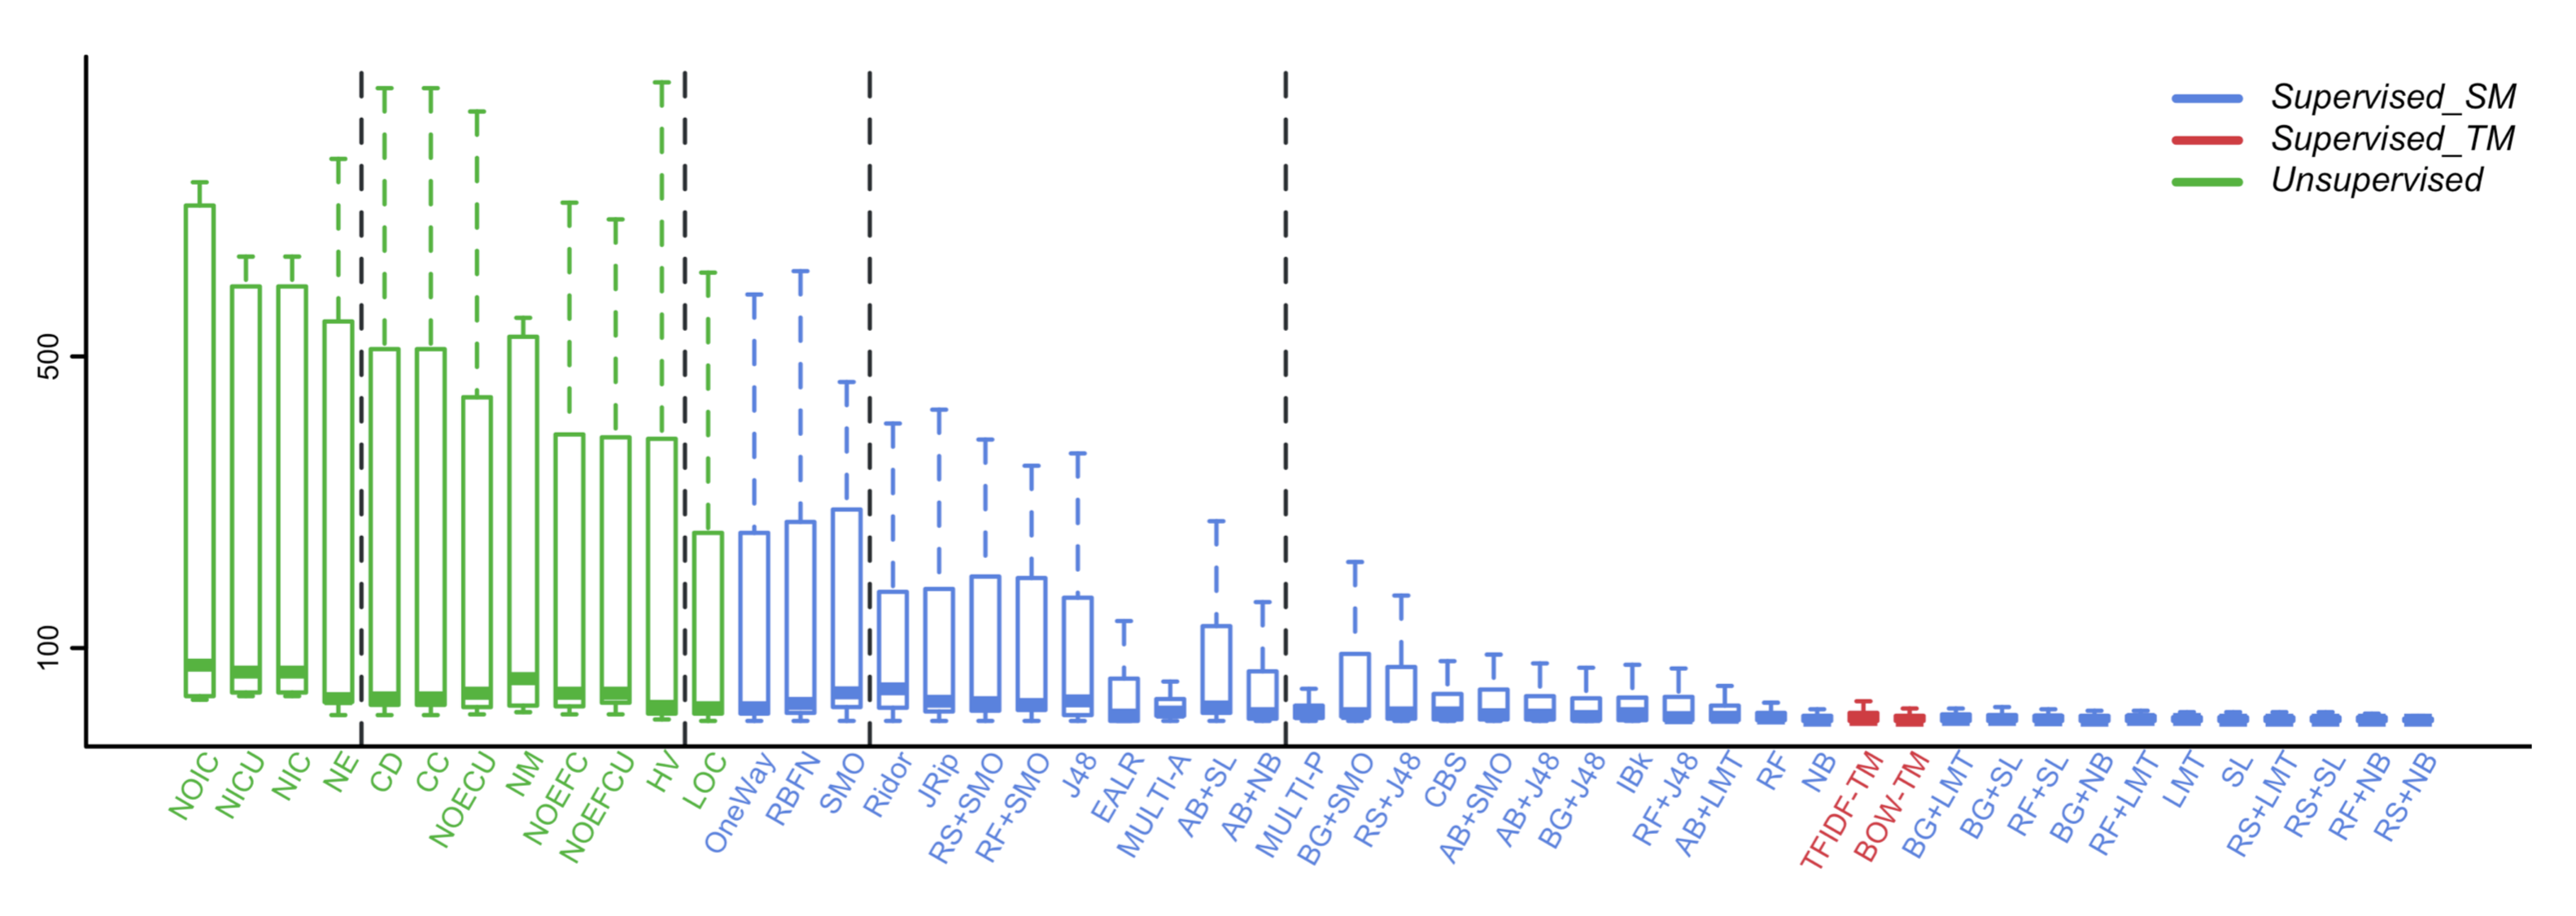 Supervised_SM
Supervised_TM
Unsupervised
500
100
NOIC
NICU
NIC
NE
CD
CC
NOECU
NM
NOEFC
NOEFCU
HV
LOC
OneWay
RBFN
SMO
Ridor
JRip
RS+SMO
RF+SMO
J48
EALR
MULTI-A
AB+SL
AB+NB
MULTI-P
BG+SMO
RS+J48
CBS
AB+SMO
AB+J48
BG+J48
IBk
RF+J48
AB+LMT
RF
NB
TFIDF-TM
BOW-TM
BG+LMT
BG+SL
RF+SL
BG+NB
RF+LMT
LMT
SL
RS+LMT
RS+SL
RF+NB
RS+NB